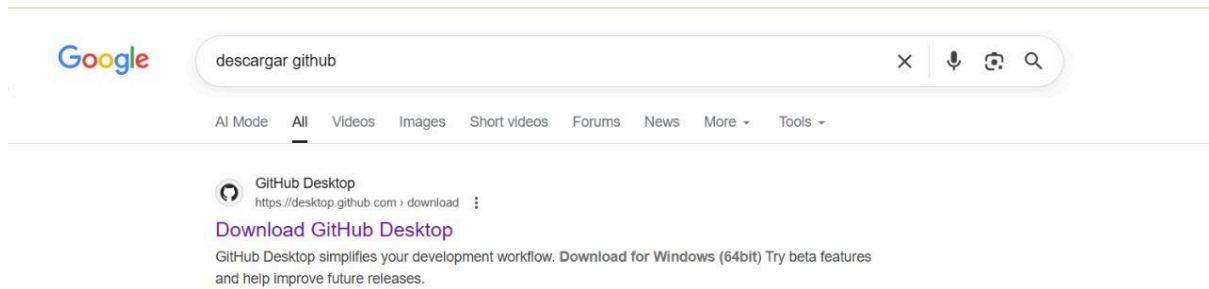 Google
descargar github
AI Mode All Videos Images Short videos Forums News More Tools
GitHub Desktop
https://desktop.github.com › download
Download GitHub Desktop
GitHub Desktop simplifies your development workflow. Download for Windows (64bit) Try beta features
and help improve future releases.